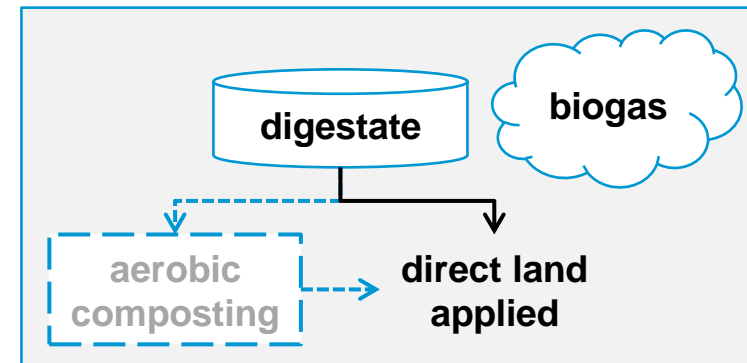 biogas
digestate
aerobic
composting
direct land
applied